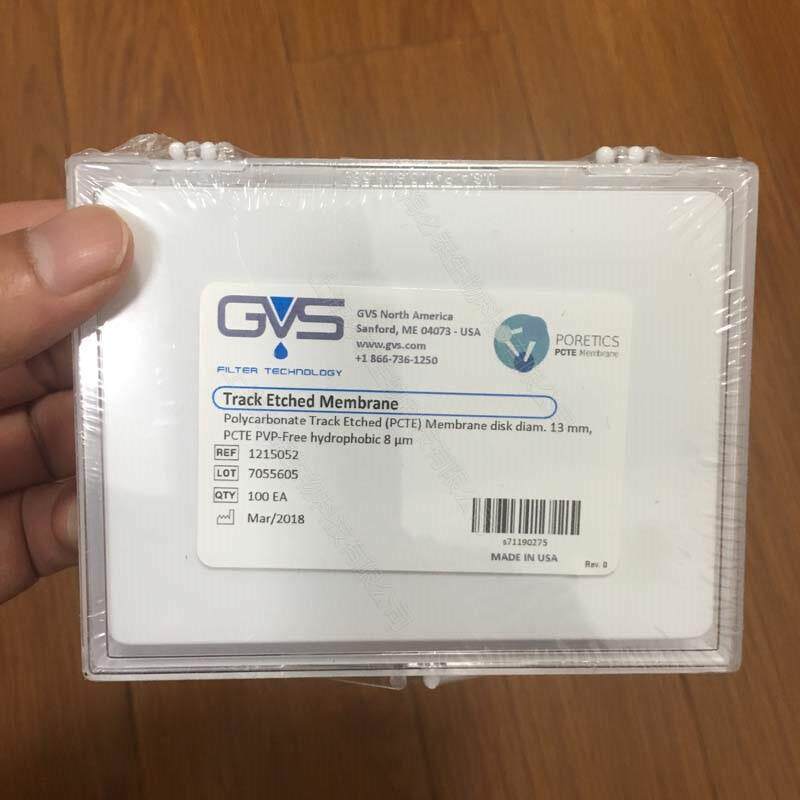 GVS
FILTER TECHNOLOGY
GVS North America
Sanford, ME 04073 - USA
www.gvs.com
+1 866-736-1250
PORETICS
PCTE Membrane
Track Etched Membrane
Polycarbonate Track Etched (PCTE) Membrane disk diam. 13 mm,
PCTE PVP-Free hydrophobic 8 µm
REF 1215052
LOT 7055605
QTY 100 EA
Mar/2018
s71190275
MADE IN USA
Rev. 0